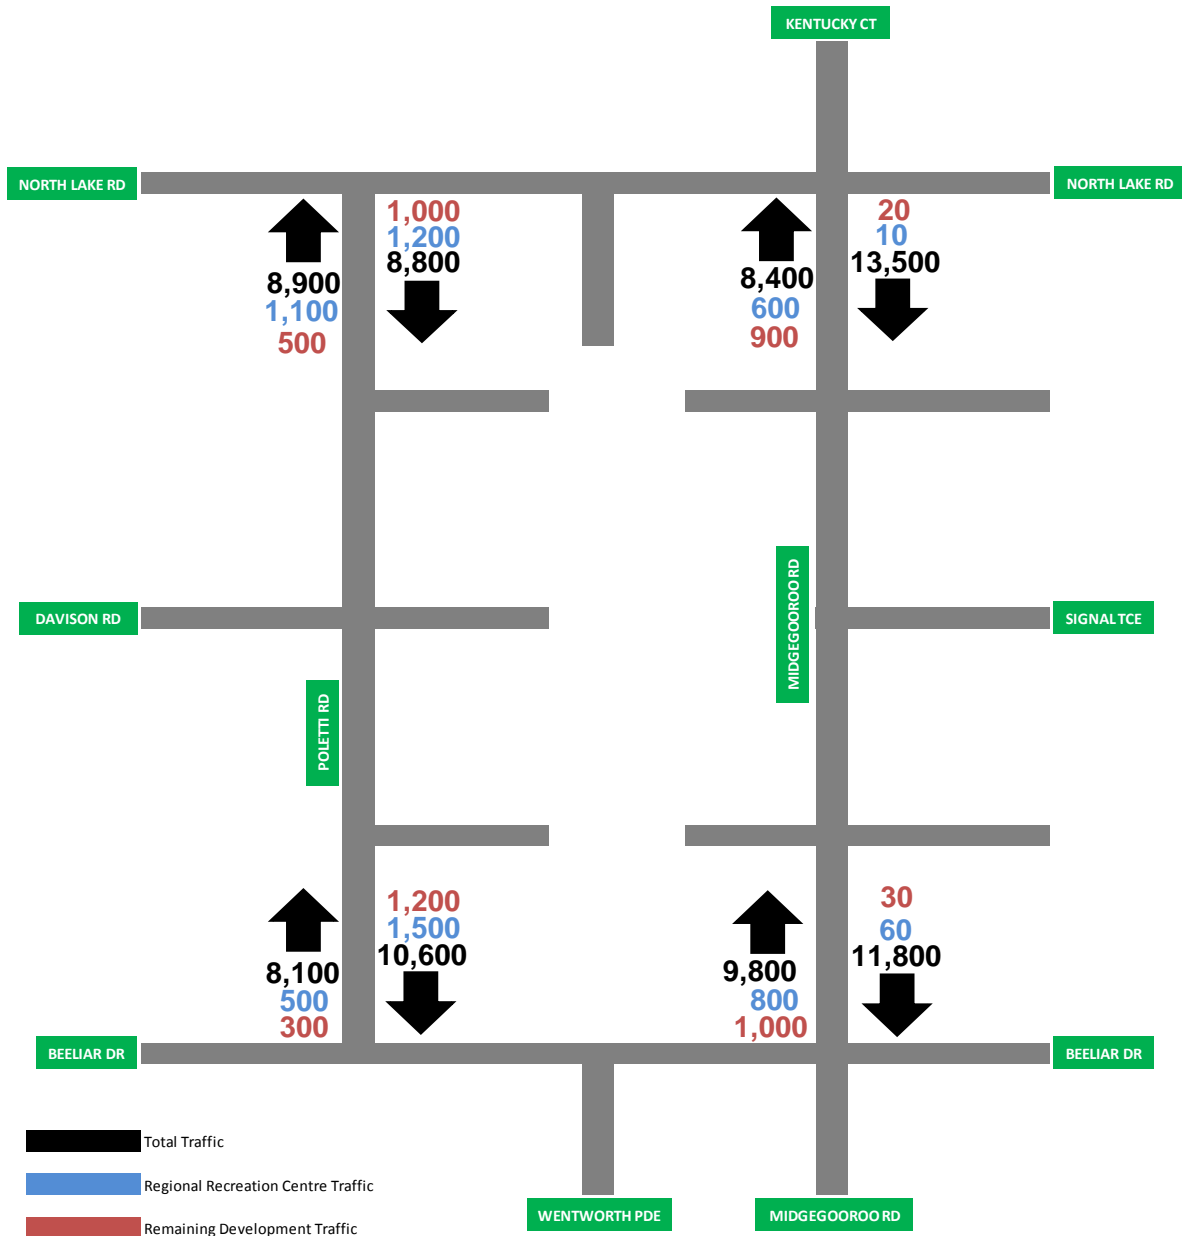 KENTUCKY CT
NORTH LAKE RD
NORTH LAKE RD
1,000
1,200
8,800
8,900
1,100
500
20
10
13,500
8,400
600
900
DAVISON RD
MIDGEGOOROO RD
SIGNAL TCE
POLETTI RD
1,200
1,500
10,600
8,100
500
300
30
60
11,800
9,800
800
1,000
BEELIAR DR
BEELIAR DR
Total Traffic
Regional Recreation Centre Traffic
Remaining Development Traffic
WENTWORTH PDE
MIDGEGOOROO RD